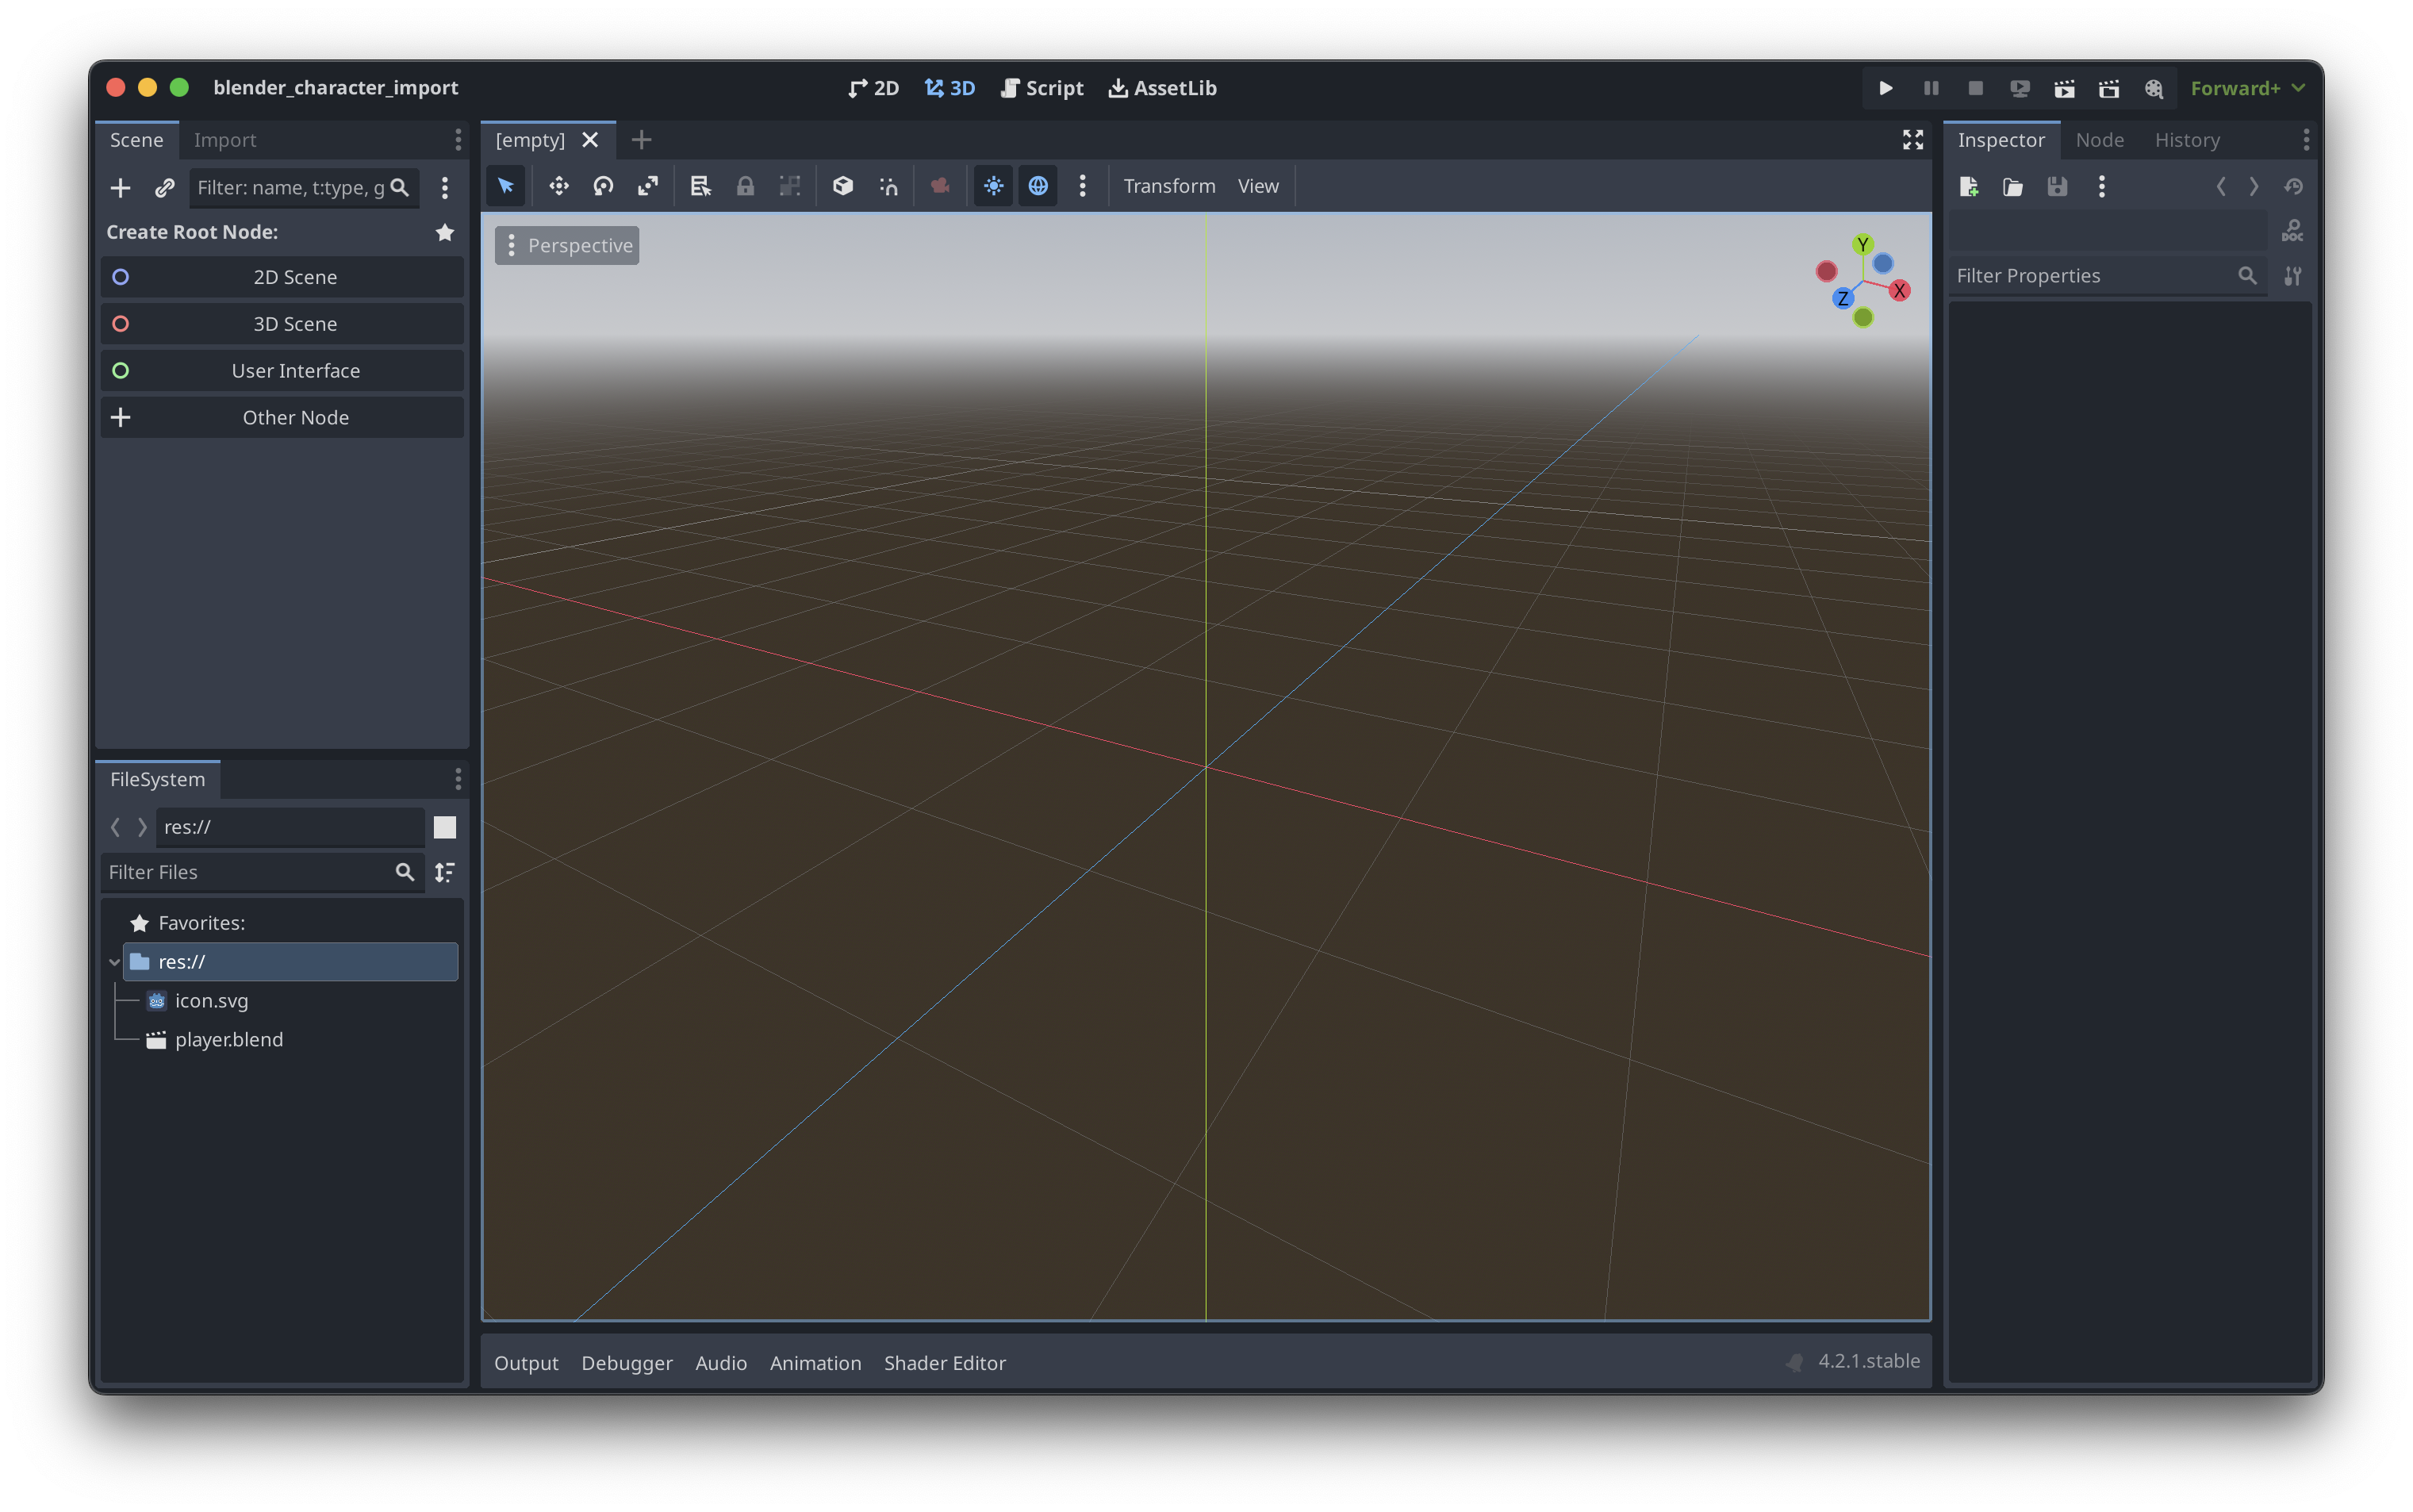 blender_character_import
2D
3D
Script
AssetLib
Forward+
Scene
Import
Filter: name, t:type, g
Create Root Node:
2D Scene
3D Scene
User Interface
Other Node
FileSystem
res://
Filter Files
Favorites:
res://
icon.svg
player.blend
[empty]
Transform
View
Perspective
Y
X
Z
Output
Debugger
Audio
Animation
Shader Editor
4.2.1.stable
Inspector
Node
History
DOC
Filter Properties